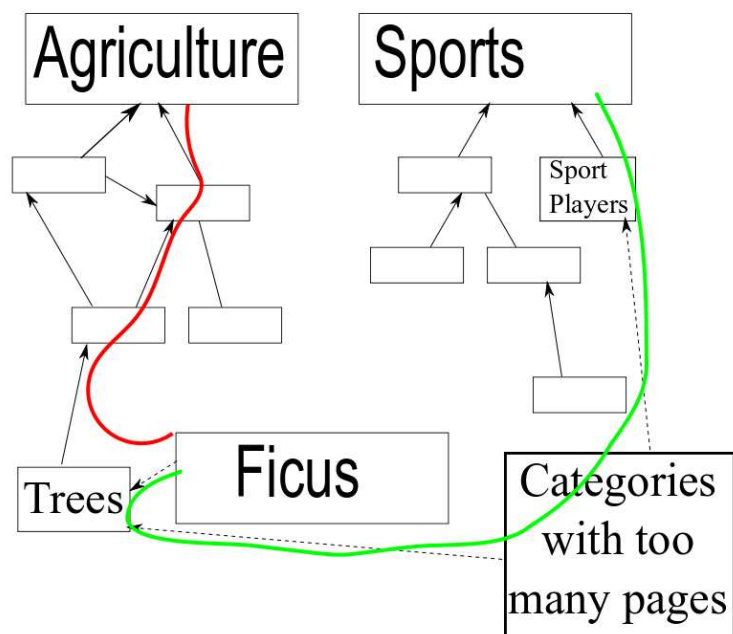 Agriculture
Sports
Sport
Players
Ficus
Trees
Categories
with too
many pages